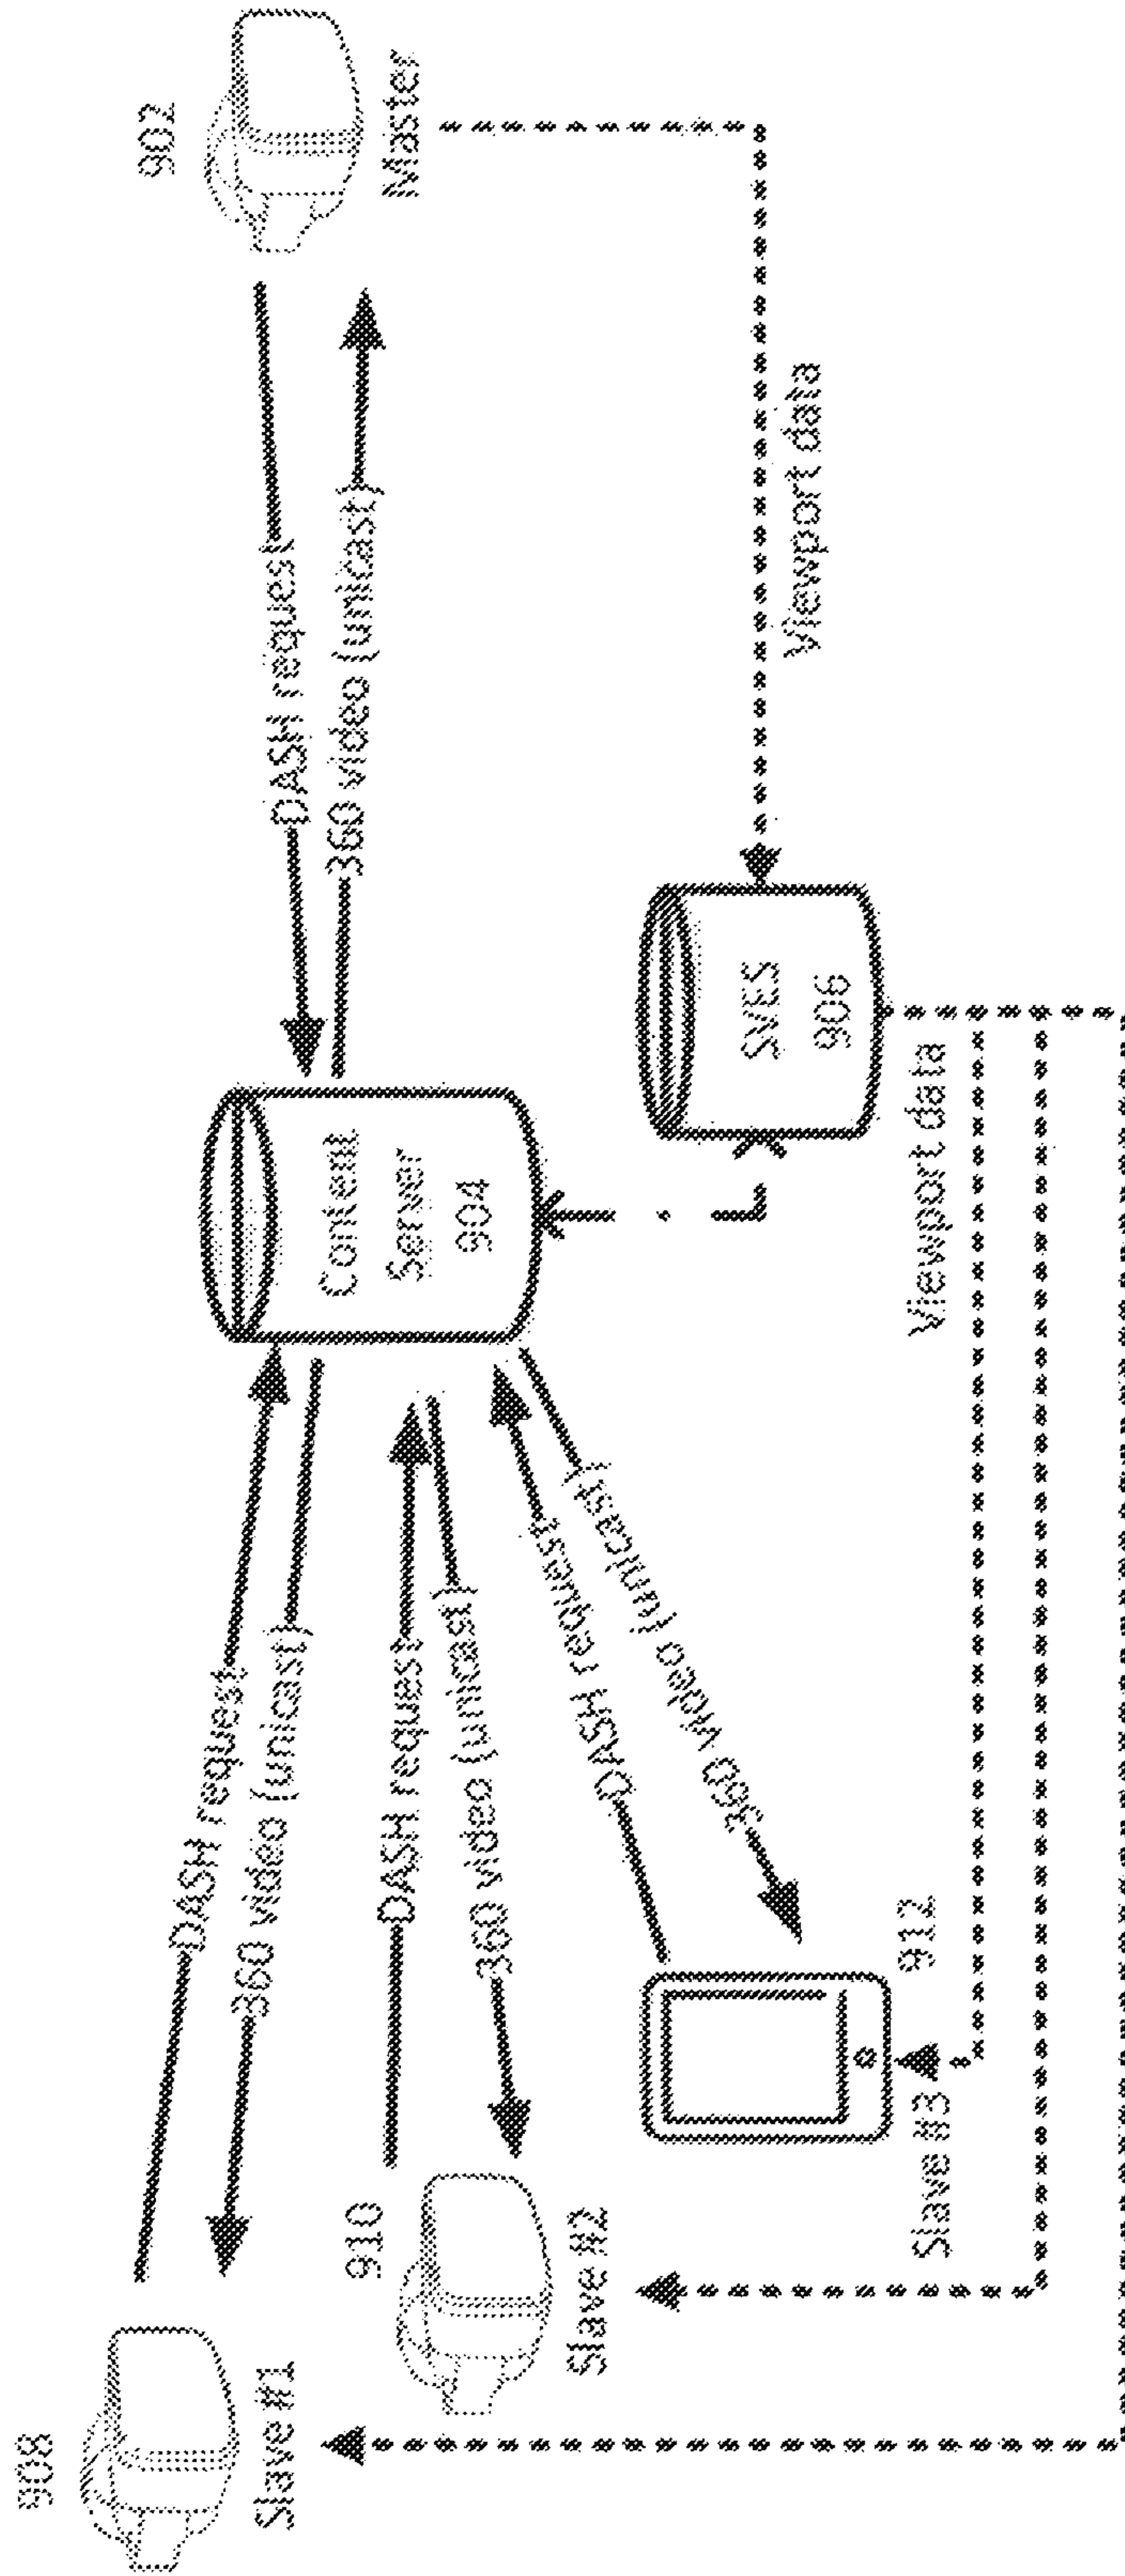 908
Slave #1
910
Slave #2
Slave #3
912
DASH request
360 video (unicast)
DASH request
360 video (unicast)
DASH request
360 video (unicast)
Content
Server
904
SVES
906
Viewport data
DASH request
360 video (unicast)
Viewport data
902
Master